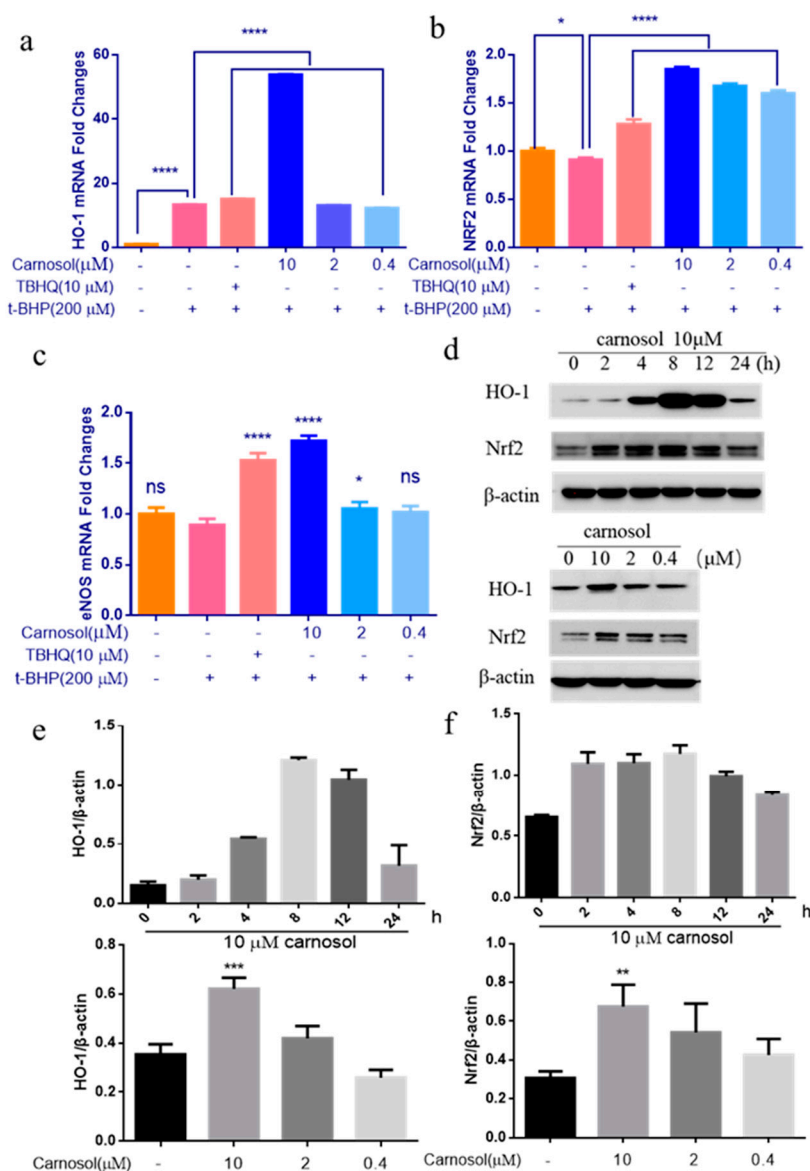 a
****
****
HO-1 mRNA Fold Changes
60
40
20
0
Carnosol(μM) - - - 10 2 0.4
TBHQ(10 μM) +
t-BHP(200 μM) - + + + + +
b
*
****
NRF2 mRNA Fold Changes
2.0
1.5
1.0
0.5
0.0
Carnosol(μM) - - - 10 2 0.4
TBHQ(10 μM) +
t-BHP(200 μM) - + + + + +
c
eNOS mRNA Fold Changes
2.0
1.5
1.0
0.5
0.0
ns **** **** * ns
Carnosol(μM) - - - 10 2 0.4
TBHQ(10 μM) +
t-BHP(200 μM) - + + + + +
d
carnosol 10μM
0 2 4 8 12 24 (h)
HO-1
Nrf2
β-actin
carnosol
0 10 2 0.4 (μM)
HO-1
Nrf2
β-actin
e
HO-1/β-actin
1.5
1.0
0.5
0.0
0 2 4 8 12 24 h
10 μM carnosol
HO-1/β-actin
0.8
0.6
0.4
0.2
0.0
***
Carnosol(μM) - 10 2 0.4
f
Nrf2/β-actin
1.5
1.0
0.5
0.0
0 2 4 8 12 24 h
10 μM carnosol
Nrf2/β-actin
1.0
0.8
0.6
0.4
0.2
0.0
**
Carnosol(μM) - 10 2 0.4